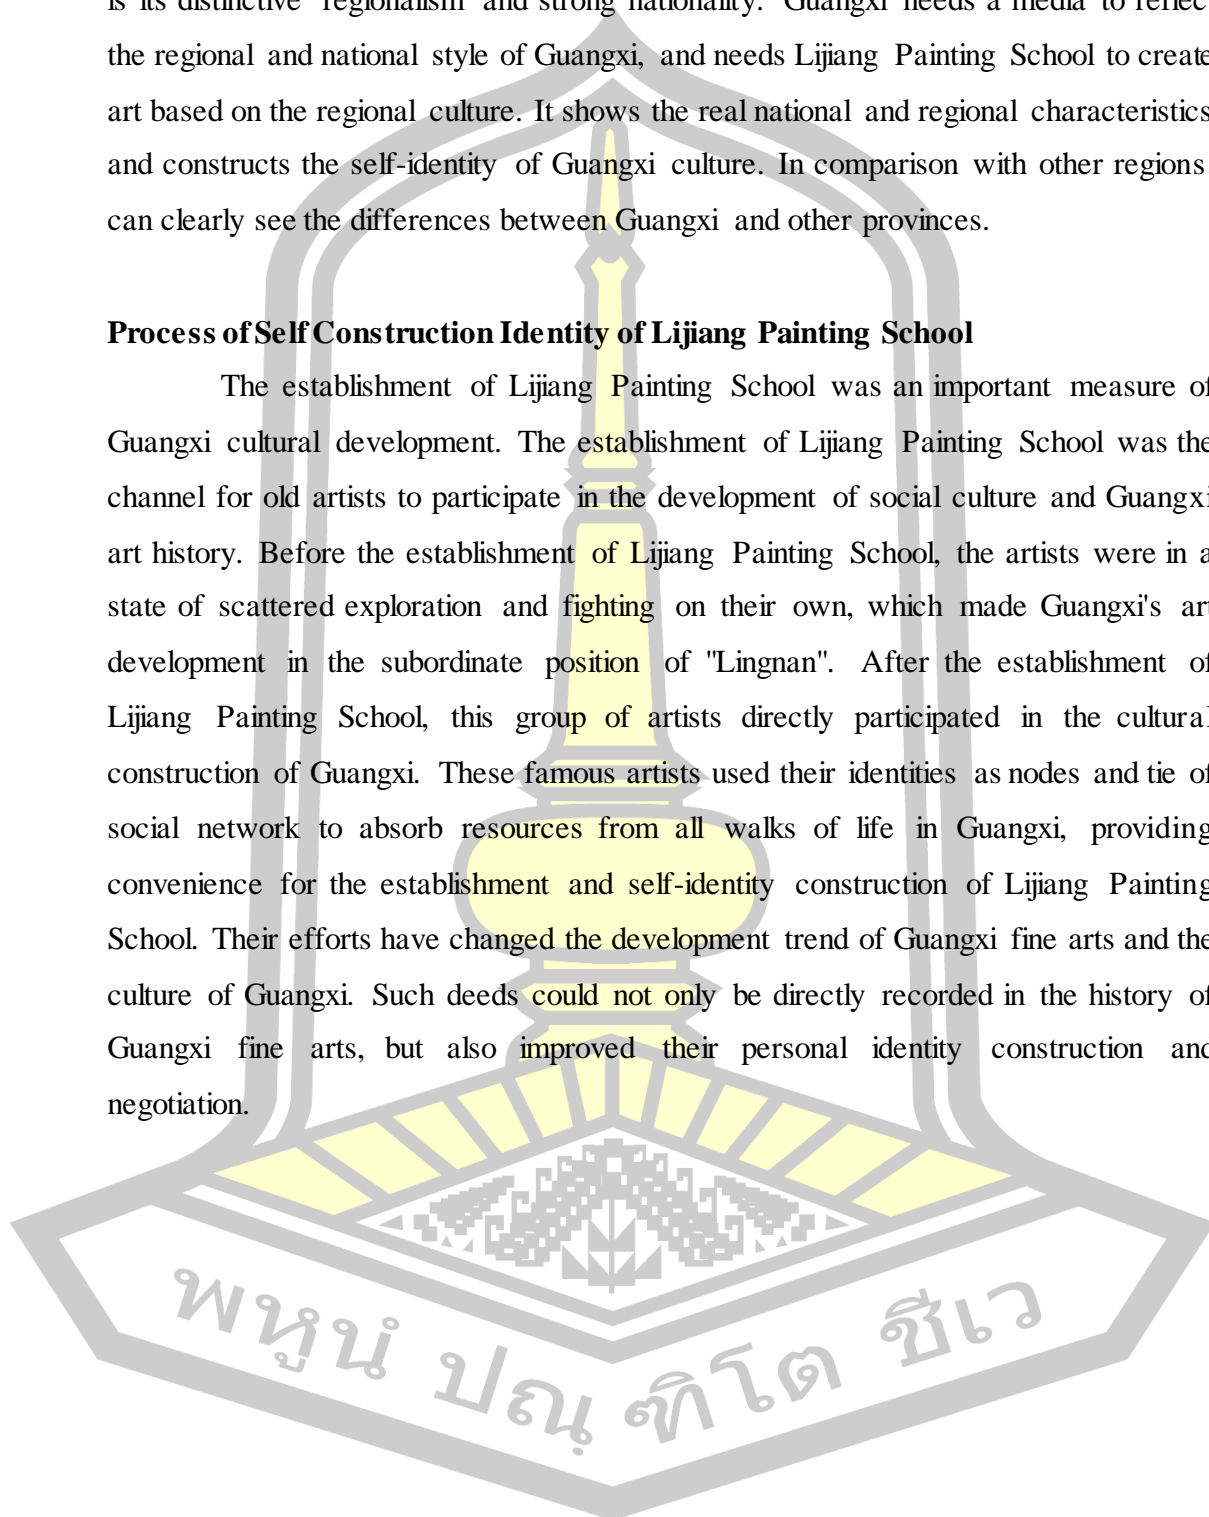 is its distinctive regionalism and strong nationality. Guangxi needs a media to reflect
the regional and national style of Guangxi, and needs Lijiang Painting School to create
art based on the regional culture. It shows the real national and regional characteristics
and constructs the self-identity of Guangxi culture. In comparison with other regions
can clearly see the differences between Guangxi and other provinces.
Process of Self Construction Identity of Lijiang Painting School
The establishment of Lijiang Painting School was an important measure of
Guangxi cultural development. The establishment of Lijiang Painting School was the
channel for old artists to participate in the development of social culture and Guangxi
art history. Before the establishment of Lijiang Painting School, the artists were in a
state of scattered exploration and fighting on their own, which made Guangxi's art
development in the subordinate position of "Lingnan". After the establishment of
Lijiang Painting School, this group of artists directly participated in the cultural
construction of Guangxi. These famous artists used their identities as nodes and tie of
social network to absorb resources from all walks of life in Guangxi, providing
convenience for the establishment and self-identity construction of Lijiang Painting
School. Their efforts have changed the development trend of Guangxi fine arts and the
culture of Guangxi. Such deeds could not only be directly recorded in the history of
Guangxi fine arts, but also improved their personal identity construction and
negotiation.
พหูนํ ปณฺฑิโต ชีเว